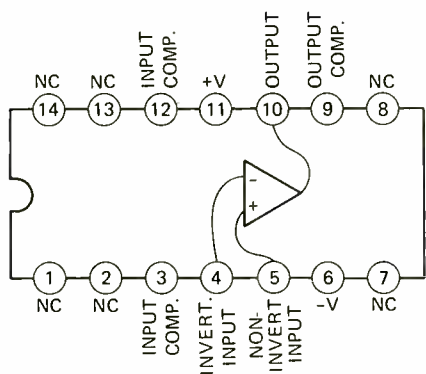 NC
NC
INPUT
COMP.
+V
OUTPUT
OUTPUT
COMP.
NC
14
13
12
11
10
9
8
-
+
1
2
3
4
5
6
7
NC
NC
INPUT
COMP.
INVERT.
INPUT
NON-
INVERT
INPUT
-V
NC